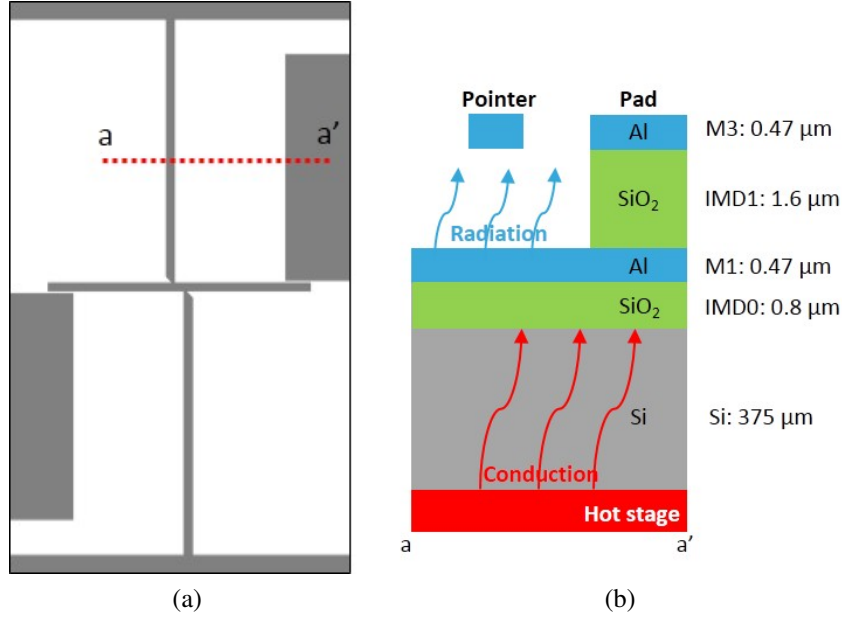 a a'
(a)
Pointer Pad
Al M3: 0.47 µm
SiO₂ IMD1: 1.6 µm
Radiation
Al M1: 0.47 µm
SiO₂ IMD0: 0.8 µm
Si Si: 375 µm
Conduction
Hot stage
a a'
(b)